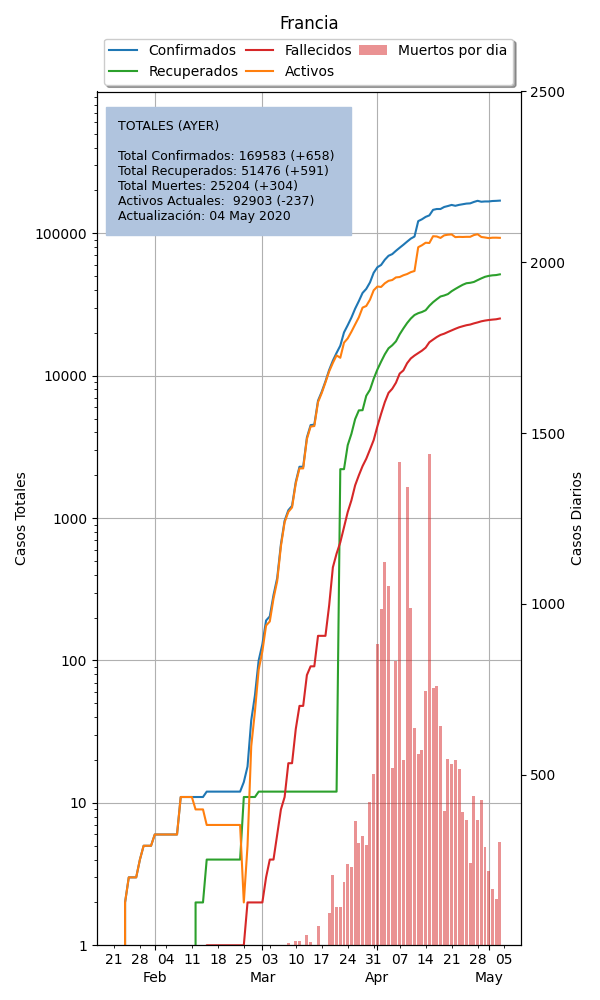 Francia
Confirmados
Recuperados
Fallecidos
Activos
Muertos por dia
TOTALES (AYER)
Total Confirmados: 169583 (+658)
Total Recuperados: 51476 (+591)
Total Muertes: 25204 (+304)
Activos Actuales:  92903 (-237)
Actualización: 04 May 2020
Casos Totales
100000
10000
1000
100
10
1
2500
2000
1500
1000
500
Casos Diarios
21 28 04 11 18 25 03 10 17 24 31 07 14 21 28 05
Feb Mar Apr May